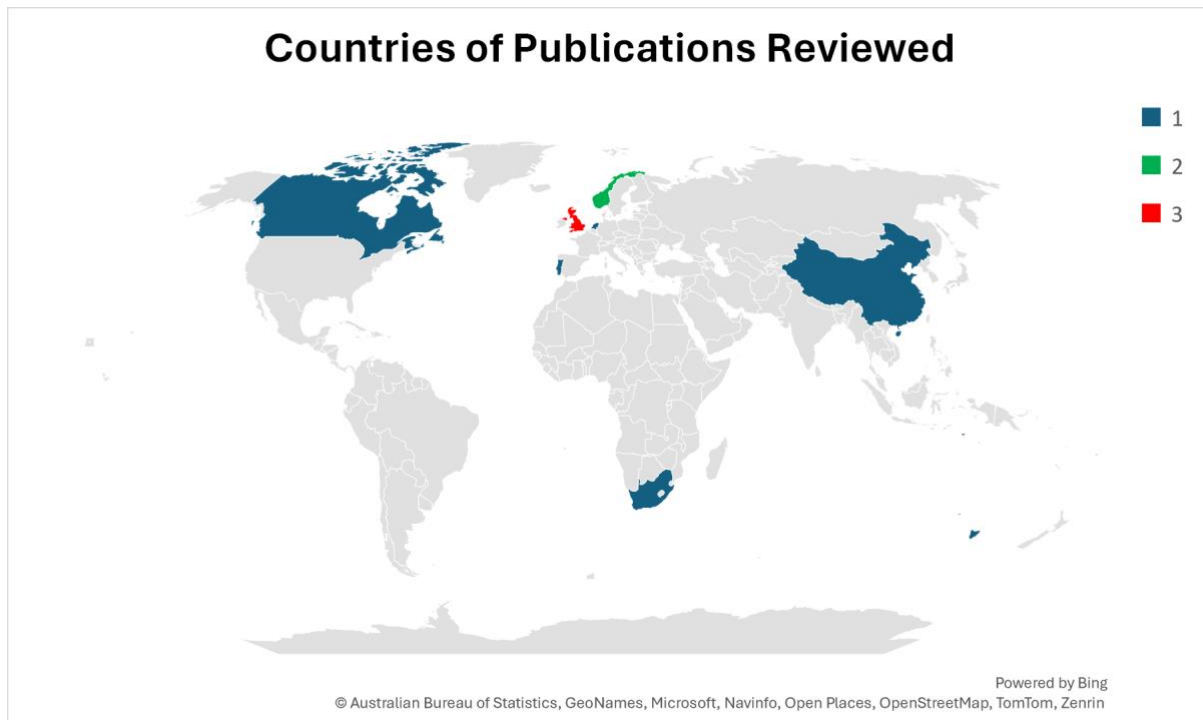 Countries of Publications Reviewed
1
2
3
Powered by Bing
© Australian Bureau of Statistics, GeoNames, Microsoft, Navinfo, Open Places, OpenStreetMap, TomTom, Zenrin